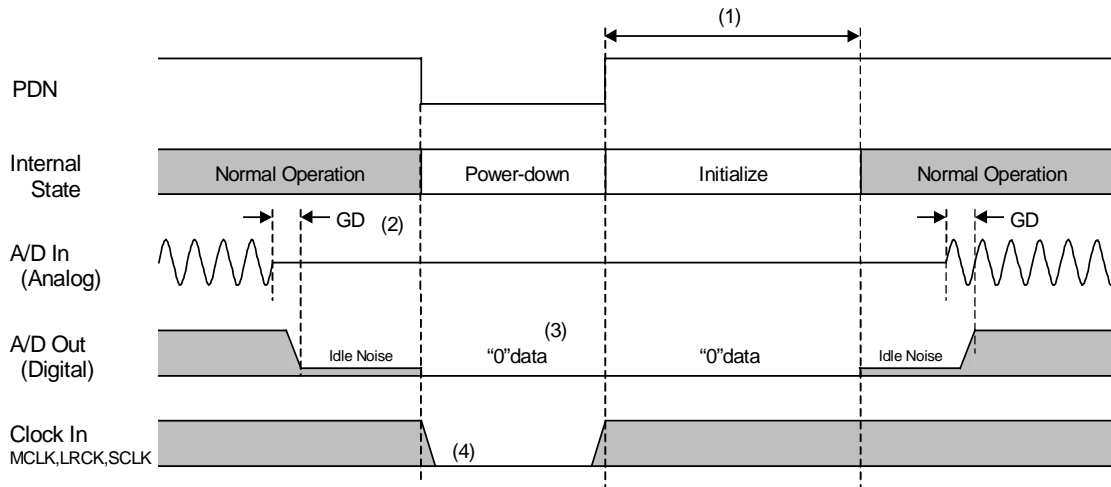 (1)
PDN
Internal
State
Normal Operation
Power-down
Initialize
Normal Operation
GD
(2)
GD
A/D In
(Analog)
A/D Out
(Digital)
Idle Noise
(3)
“0”data
“0”data
Idle Noise
Clock In
MCLK,LRCK,SCLK
(4)